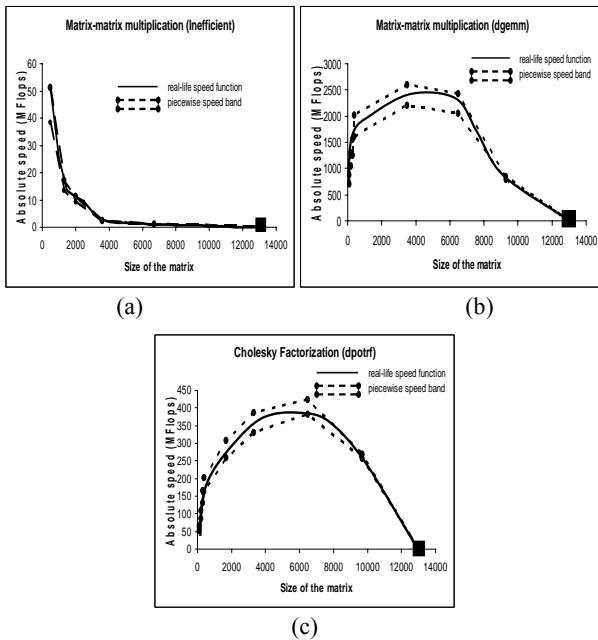 Matrix-matrix multiplication (Inefficient)
Absolute speed (MFlops)
60
50
40
30
20
10
0
real-life speed function
piecewise speed band
0 2000 4000 6000 8000 10000 12000 14000
Size of the matrix
(a)
Matrix-matrix multiplication (dgemm)
Absolute speed (MFlops)
3000
2500
2000
1500
1000
500
0
real-life speed function
piecewise speed band
0 2000 4000 6000 8000 10000 12000 14000
Size of the matrix
(b)
Cholesky Factorization (dpotrf)
Absolute speed (MFlops)
450
400
350
300
250
200
150
100
50
0
real-life speed function
piecewise speed band
0 2000 4000 6000 8000 10000 12000 14000
Size of the matrix
(c)